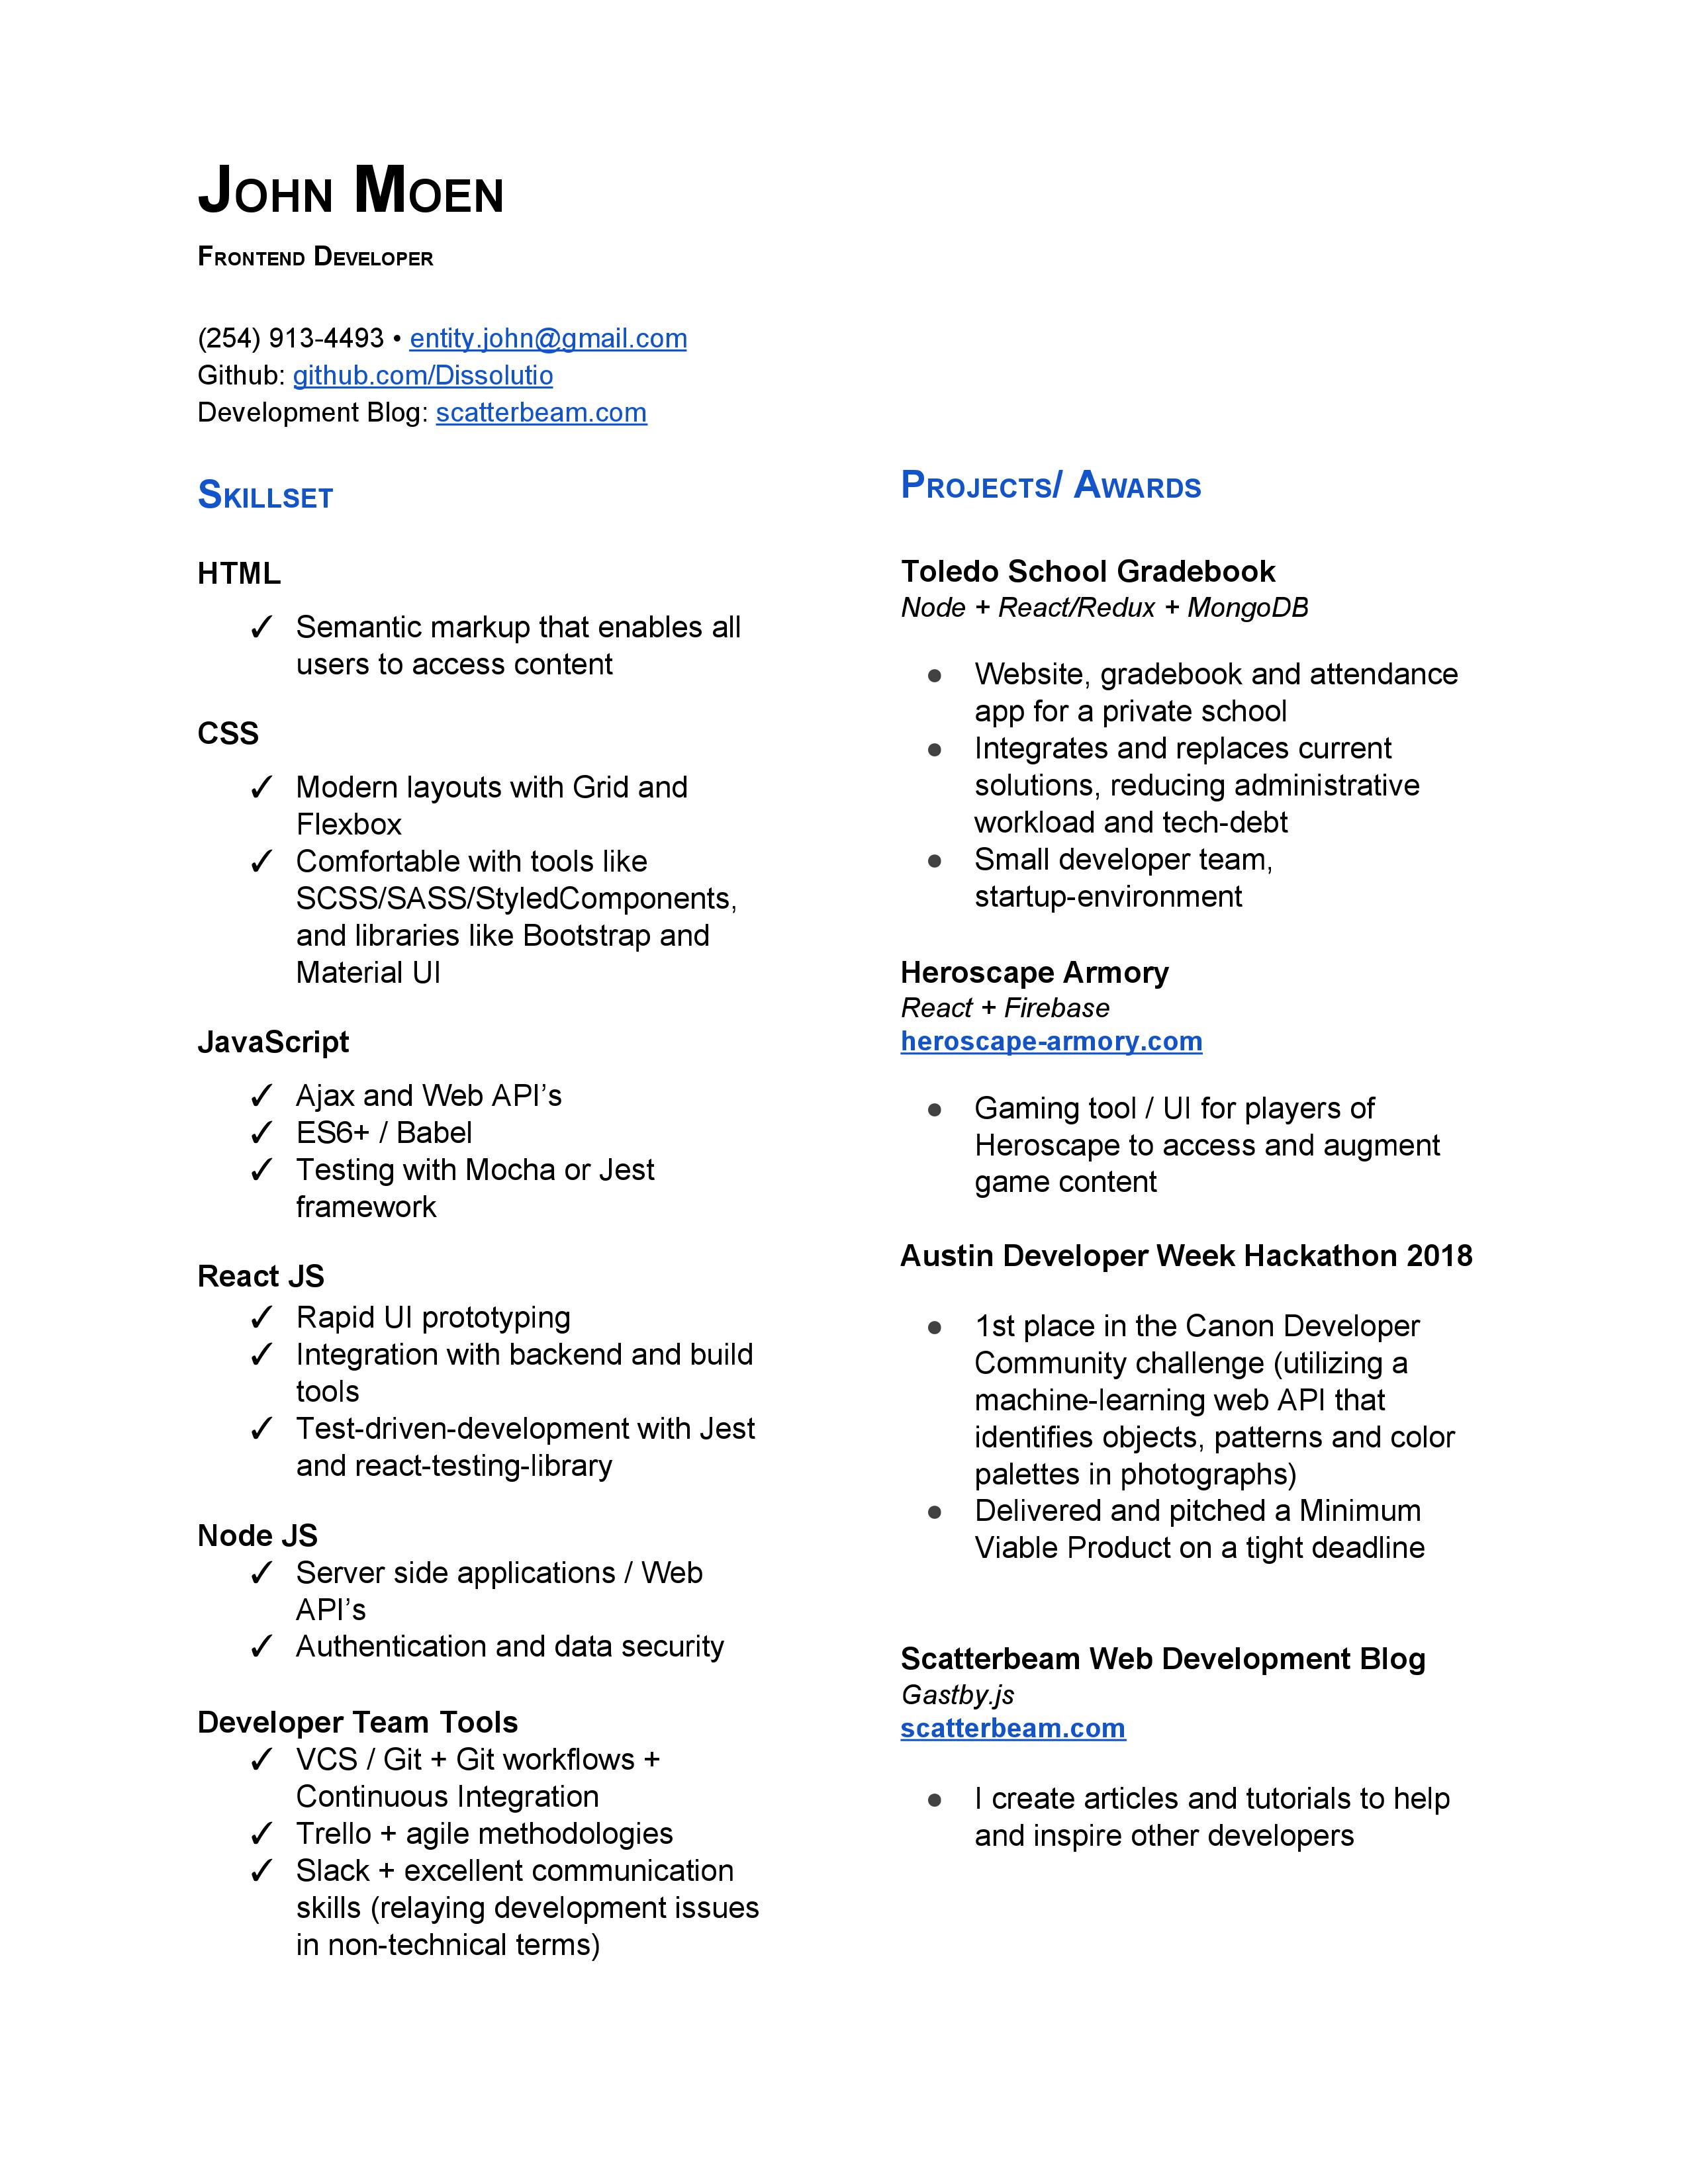 John Moen
Frontend Developer
(254) 913-4493 • entity.john@gmail.com
Github: github.com/Dissolutio
Development Blog: scatterbeam.com
Skillset
HTML
✓ Semantic markup that enables all
users to access content
CSS
✓ Modern layouts with Grid and
Flexbox
✓ Comfortable with tools like
SCSS/SASS/StyledComponents,
and libraries like Bootstrap and
Material UI
JavaScript
✓ Ajax and Web API’s
✓ ES6+ / Babel
✓ Testing with Mocha or Jest
framework
React JS
✓ Rapid UI prototyping
✓ Integration with backend and build
tools
✓ Test-driven-development with Jest
and react-testing-library
Node JS
✓ Server side applications / Web
API’s
✓ Authentication and data security
Developer Team Tools
✓ VCS / Git + Git workflows +
Continuous Integration
✓ Trello + agile methodologies
✓ Slack + excellent communication
skills (relaying development issues
in non-technical terms)
Projects/ Awards
Toledo School Gradebook
Node + React/Redux + MongoDB
● Website, gradebook and attendance
app for a private school
● Integrates and replaces current
solutions, reducing administrative
workload and tech-debt
● Small developer team,
startup-environment
Heroscape Armory
React + Firebase
heroscape-armory.com
● Gaming tool / UI for players of
Heroscape to access and augment
game content
Austin Developer Week Hackathon 2018
● 1st place in the Canon Developer
Community challenge (utilizing a
machine-learning web API that
identifies objects, patterns and color
palettes in photographs)
● Delivered and pitched a Minimum
Viable Product on a tight deadline
Scatterbeam Web Development Blog
Gastby.js
scatterbeam.com
● I create articles and tutorials to help
and inspire other developers